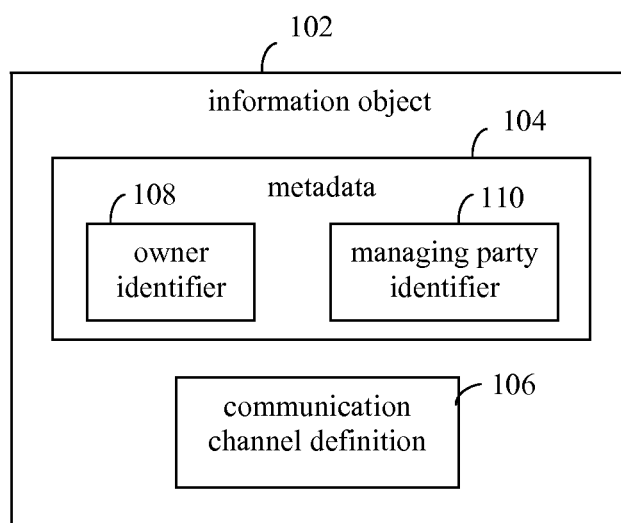 102
information object
104
metadata
108
110
owner
identifier
managing party
identifier
106
communication
channel definition